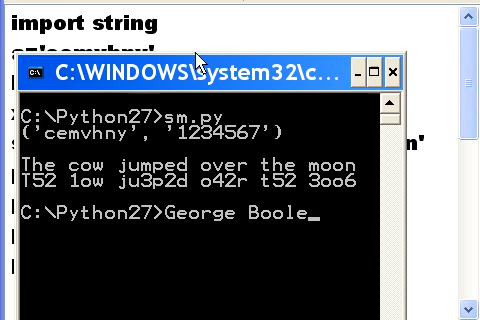 import string
C:\WINDOWS\system32\c...
C:\Python27>sm.py
('cemvhny', '1234567')
n'
The cow jumped over the moon
T52 1ow ju3p2d o42r t52 3oo6
C:\Python27>George Boole_